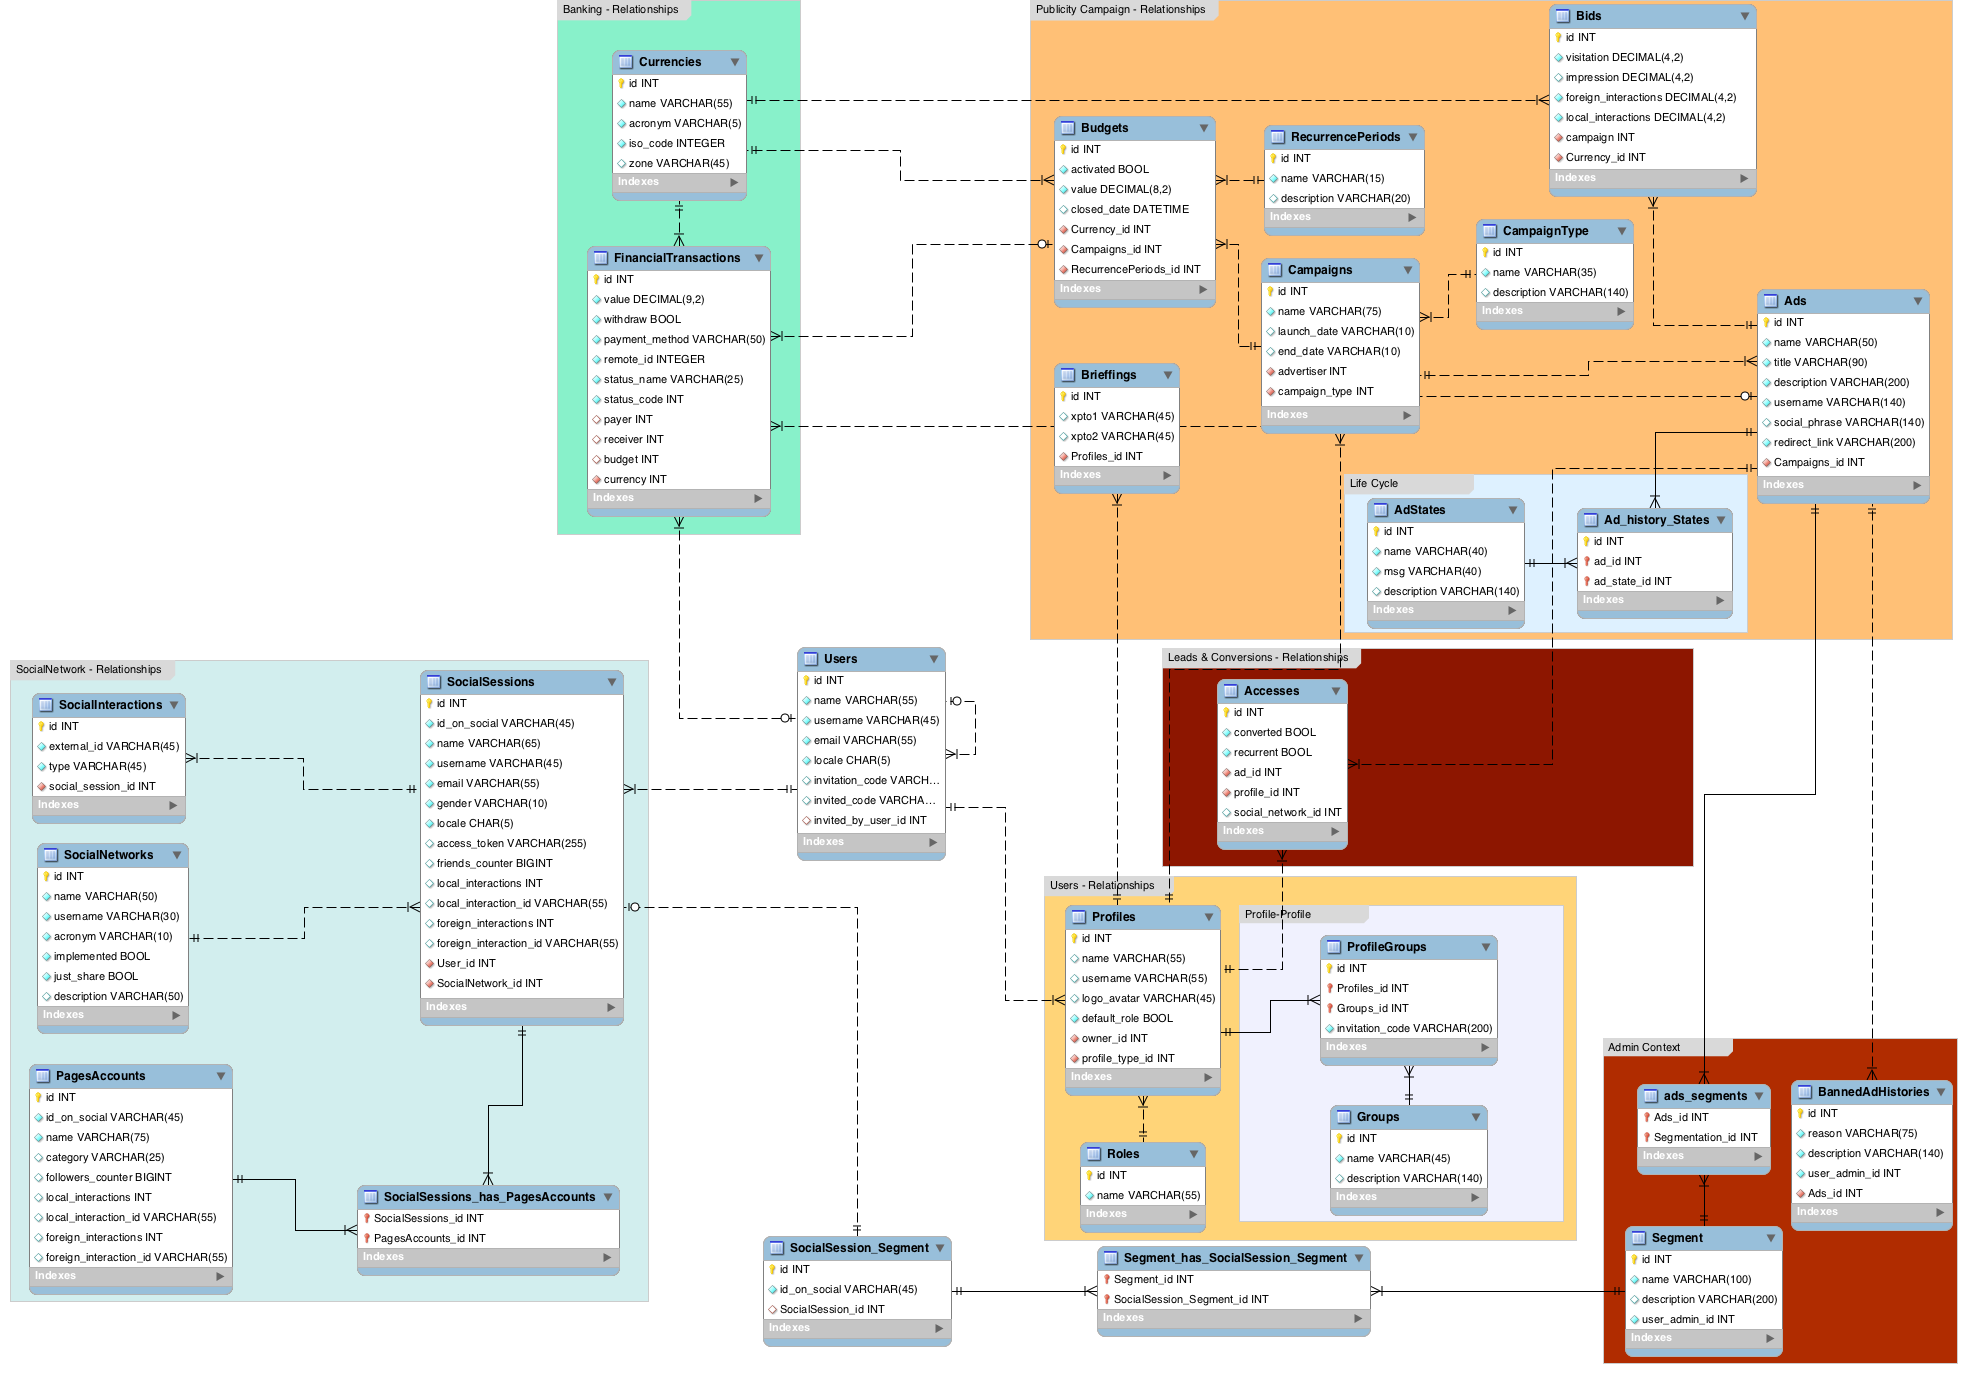 Banking - Relationships
Currencies
id INT
name VARCHAR(55)
acronym VARCHAR(5)
iso_code INTEGER
zone VARCHAR(45)
Indexes
FinancialTransactions
id INT
value DECIMAL(9,2)
withdraw BOOL
payment_method VARCHAR(50)
remote_id INTEGER
status_name VARCHAR(25)
status_code INT
payer INT
receiver INT
budget INT
currency INT
Indexes
Publicity Campaign - Relationships
Bids
id INT
visitation DECIMAL(4,2)
impression DECIMAL(4,2)
foreign_interactions DECIMAL(4,2)
local_interactions DECIMAL(4,2)
campaign INT
Currency_id INT
Indexes
Budgets
id INT
activated BOOL
value DECIMAL(8,2)
closed_date DATETIME
Currency_id INT
Campaigns_id INT
RecurrencePeriods_id INT
Indexes
RecurrencePeriods
id INT
name VARCHAR(15)
description VARCHAR(20)
Indexes
CampaignType
id INT
name VARCHAR(35)
description VARCHAR(140)
Indexes
Campaigns
id INT
name VARCHAR(75)
launch_date VARCHAR(10)
end_date VARCHAR(10)
advertiser INT
campaign_type INT
Indexes
Ads
id INT
name VARCHAR(50)
title VARCHAR(90)
description VARCHAR(200)
username VARCHAR(140)
social_phrase VARCHAR(140)
redirect_link VARCHAR(200)
Campaigns_id INT
Indexes
Brieffings
id INT
xpto1 VARCHAR(45)
xpto2 VARCHAR(45)
Profiles_id INT
Indexes
Life Cycle
AdStates
id INT
name VARCHAR(40)
msg VARCHAR(40)
description VARCHAR(140)
Indexes
Ad_history_States
id INT
ad_id INT
ad_state_id INT
Indexes
SocialNetwork - Relationships
SocialInteractions
id INT
external_id VARCHAR(45)
type VARCHAR(45)
social_session_id INT
Indexes
SocialNetworks
id INT
name VARCHAR(50)
username VARCHAR(30)
acronym VARCHAR(10)
implemented BOOL
just_share BOOL
description VARCHAR(50)
Indexes
SocialSessions
id INT
id_on_social VARCHAR(45)
name VARCHAR(65)
username VARCHAR(45)
email VARCHAR(55)
gender VARCHAR(10)
locale CHAR(5)
access_token VARCHAR(255)
friends_counter BIGINT
local_interactions INT
local_interaction_id VARCHAR(55)
foreign_interactions INT
foreign_interaction_id VARCHAR(55)
User_id INT
SocialNetwork_id INT
Indexes
PagesAccounts
id INT
id_on_social VARCHAR(45)
name VARCHAR(75)
category VARCHAR(25)
followers_counter BIGINT
local_interactions INT
local_interaction_id VARCHAR(55)
foreign_interactions INT
foreign_interaction_id VARCHAR(55)
Indexes
SocialSessions_has_PagesAccounts
SocialSessions_id INT
PagesAccounts_id INT
Indexes
Users
id INT
name VARCHAR(55)
username VARCHAR(45)
email VARCHAR(55)
locale CHAR(5)
invitation_code VARCH...
invited_code VARCHA...
invited_by_user_id INT
Indexes
Leads & Conversions - Relationships
Accesses
id INT
converted BOOL
recurrent BOOL
ad_id INT
profile_id INT
social_network_id INT
Indexes
Users - Relationships
Profiles
id INT
name VARCHAR(55)
username VARCHAR(55)
logo_avatar VARCHAR(45)
default_role BOOL
owner_id INT
profile_type_id INT
Indexes
Roles
id INT
name VARCHAR(55)
Indexes
Profile-Profile
ProfileGroups
id INT
Profiles_id INT
Groups_id INT
invitation_code VARCHAR(200)
Indexes
Groups
id INT
name VARCHAR(45)
description VARCHAR(140)
Indexes
SocialSession_Segment
id INT
id_on_social VARCHAR(45)
SocialSession_id INT
Indexes
Segment_has_SocialSession_Segment
Segment_id INT
SocialSession_Segment_id INT
Indexes
Admin Context
ads_segments
Ads_id INT
Segmentation_id INT
Indexes
BannedAdHistories
id INT
reason VARCHAR(75)
description VARCHAR(140)
user_admin_id INT
Ads_id INT
Indexes
Segment
id INT
name VARCHAR(100)
description VARCHAR(200)
user_admin_id INT
Indexes